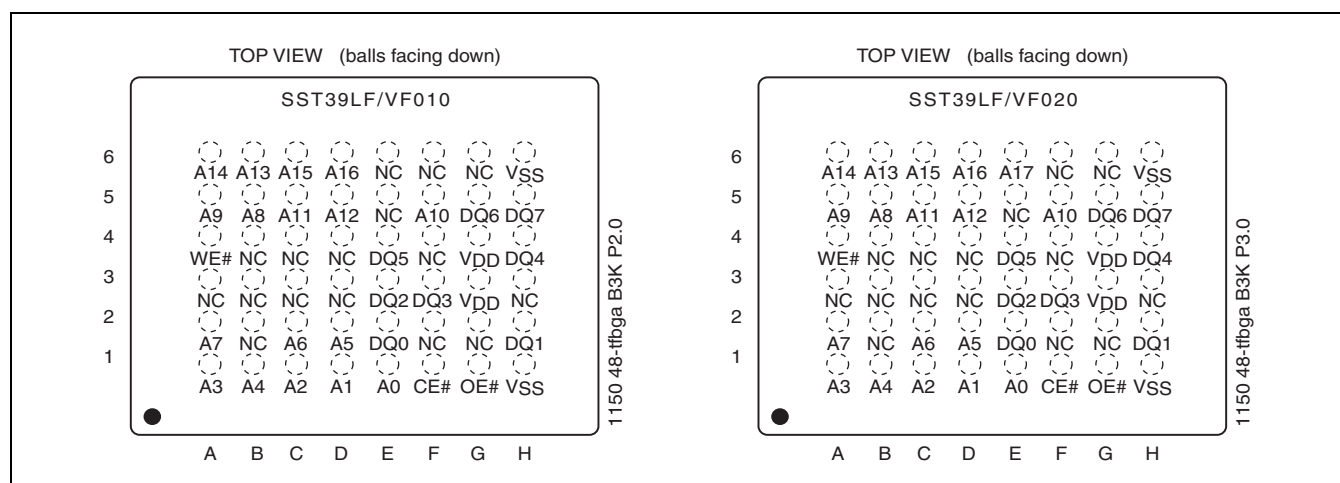 TOP VIEW (balls facing down)
SST39LF/VF010
6
A14 A13 A15 A16 NC NC NC VSS
5
A9 A8 A11 A12 NC A10 DQ6 DQ7
4
WE# NC NC NC DQ5 NC VDD DQ4
3
NC NC NC NC DQ2 DQ3 VDD NC
2
A7 NC A6 A5 DQ0 NC NC DQ1
1
A3 A4 A2 A1 A0 CE# OE# VSS
A B C D E F G H
1150 48-tfbga B3K P2.0
TOP VIEW (balls facing down)
SST39LF/VF020
6
A14 A13 A15 A16 A17 NC NC VSS
5
A9 A8 A11 A12 NC A10 DQ6 DQ7
4
WE# NC NC NC DQ5 NC VDD DQ4
3
NC NC NC NC DQ2 DQ3 VDD NC
2
A7 NC A6 A5 DQ0 NC NC DQ1
1
A3 A4 A2 A1 A0 CE# OE# VSS
A B C D E F G H
1150 48-tfbga B3K P3.0